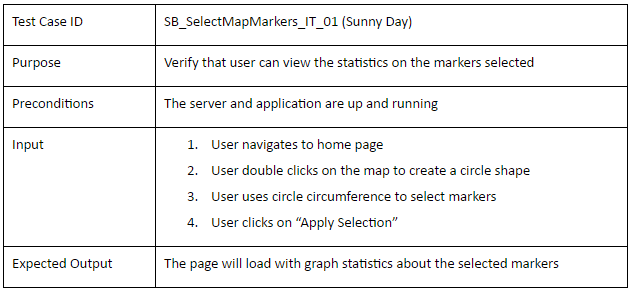 Test Case ID SB_SelectMapMarkers_IT_01 (Sunny Day)
Purpose Verify that user can view the statistics on the markers selected
Preconditions The server and application are up and running
Input 1. User navigates to home page
2. User double clicks on the map to create a circle shape
3. User uses circle circumference to select markers
4. User clicks on “Apply Selection”
Expected Output The page will load with graph statistics about the selected markers